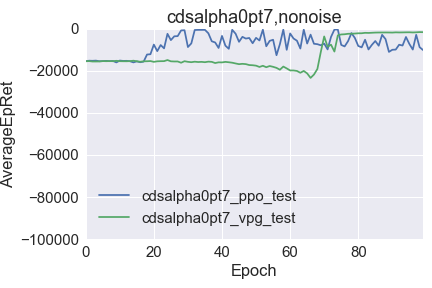 cdsalpha0pt7,nonoise
AverageEpRet
0
−20000
−40000
−60000
−80000
−100000
cdsalpha0pt7_ppo_test
cdsalpha0pt7_vpg_test
0 20 40 60 80
Epoch